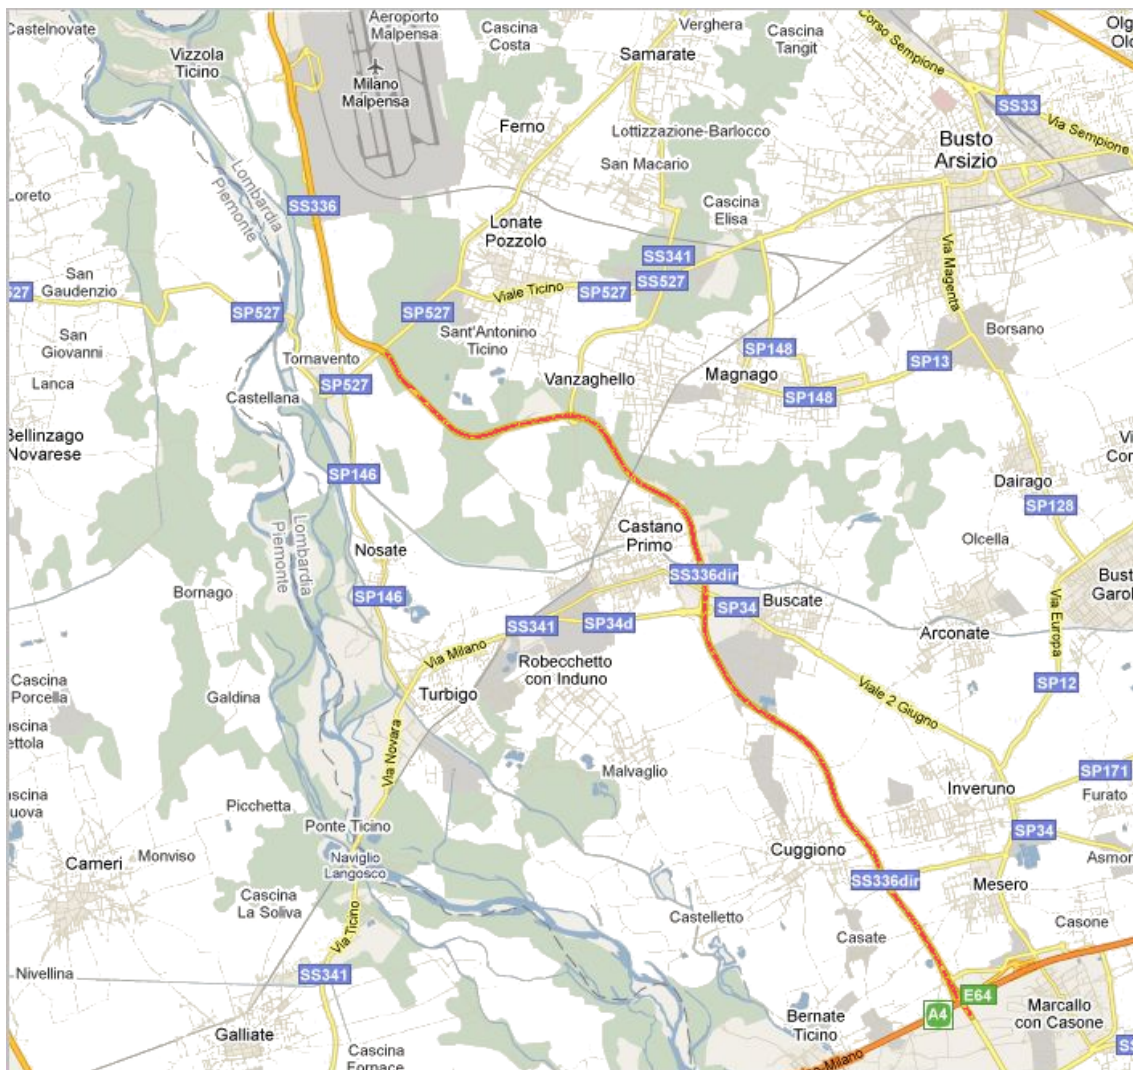 Castelnovate
Vizzola
Ticino
Aeroporto
Malpensa
Milano
Malpensa
Cascina
Costa
Verghera
Samarate
Cascina
Tangit
Corso Sempione
SS33
Via Sempione
Busto
Arsizio
Ferno
Lottizzazione-Barlocco
San Macario
Lombardia
Piemonte
Loreto
SS336
Lonate
Pozzolo
Cascina
Elisa
SS341
SS527
SP527
Viale Ticino
Via Magenta
San
Gaudenzio
SP527
SP527
Sant'Antonino
Ticino
Borsano
San
Giovanni
Tornavento
SP148
SP13
Lanca
SP527
Vanzaghello
Magnago
SP148
Castellana
Bellinzago
Novarese
SP146
Dairago
SP128
Lombardia
Piemonte
Castano
Primo
Olcella
Nosate
SS336dir
Bornago
SP146
SP34
Buscate
Via Europa
SS341
SP34d
Arconate
Via Milano
Robecchetto
con Induno
Cascina
Porcella
Galdina
Turbigo
SP12
Viale 2 Giugno
Via Novara
Malvaglio
SP171
Inveruno
Furato
Picchetta
Ponte Ticino
SP34
Cameri
Monviso
Naviglio
Langosco
Cuggiono
SS336dir
Mesero
Cascina
La Soliva
Castelletto
Casone
Via Ticino
Casate
Nivellina
SS341
E64
A4
Galliate
Bernate
Ticino
Marcallo
con Casone
Cascina
Fornace